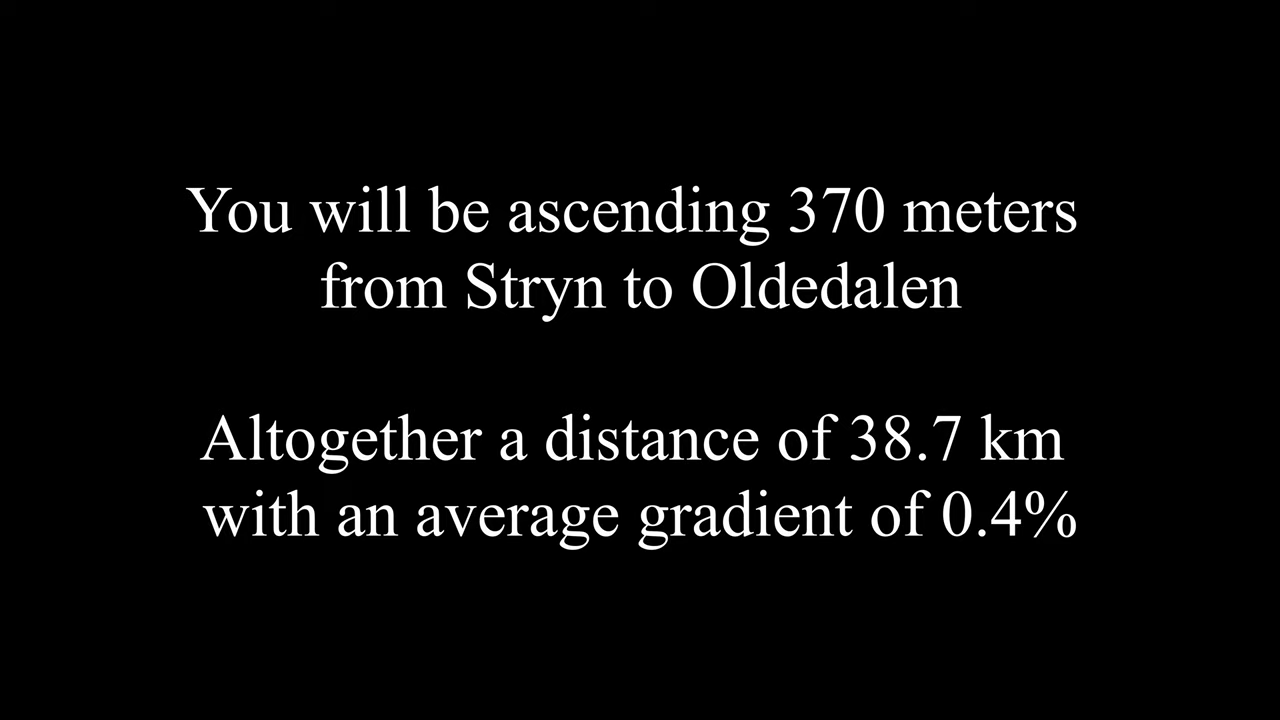 You will be ascending 370 meters
from Stryn to Oldedalen
Altogether a distance of 38.7 km
with an average gradient of 0.4%